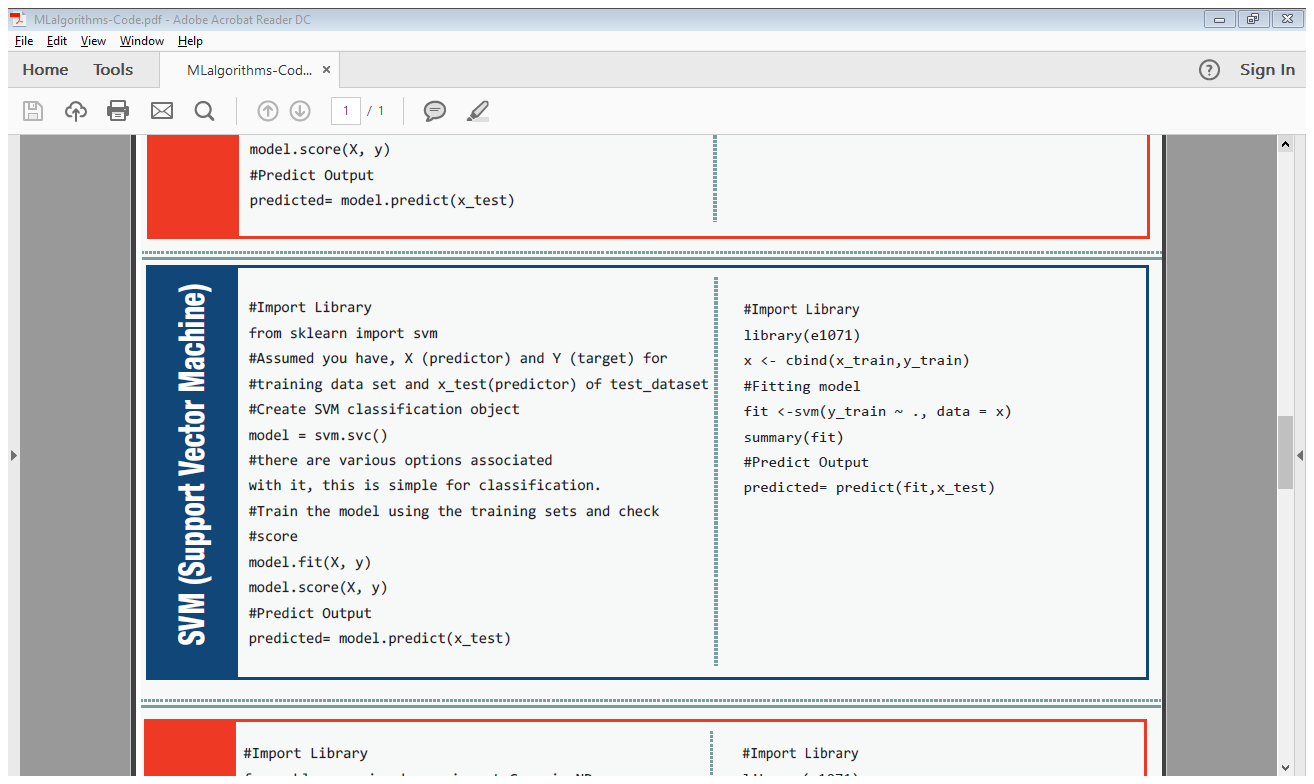 MLalgorithms-Code.pdf - Adobe Acrobat Reader DC
File Edit View Window Help
Home Tools MLalgorithms-Cod... × ? Sign In
1 / 1
model.score(X, y)
#Predict Output
predicted= model.predict(x_test)
SVM (Support Vector Machine)
#Import Library
from sklearn import svm
#Assumed you have, X (predictor) and Y (target) for
#training data set and x_test(predictor) of test_dataset
#Create SVM classification object
model = svm.svc()
#there are various options associated
with it, this is simple for classification.
#Train the model using the training sets and check
#score
model.fit(X, y)
model.score(X, y)
#Predict Output
predicted= model.predict(x_test)
#Import Library
library(e1071)
x <- cbind(x_train,y_train)
#Fitting model
fit <-svm(y_train ~ ., data = x)
summary(fit)
#Predict Output
predicted= predict(fit,x_test)
#Import Library
#Import Library